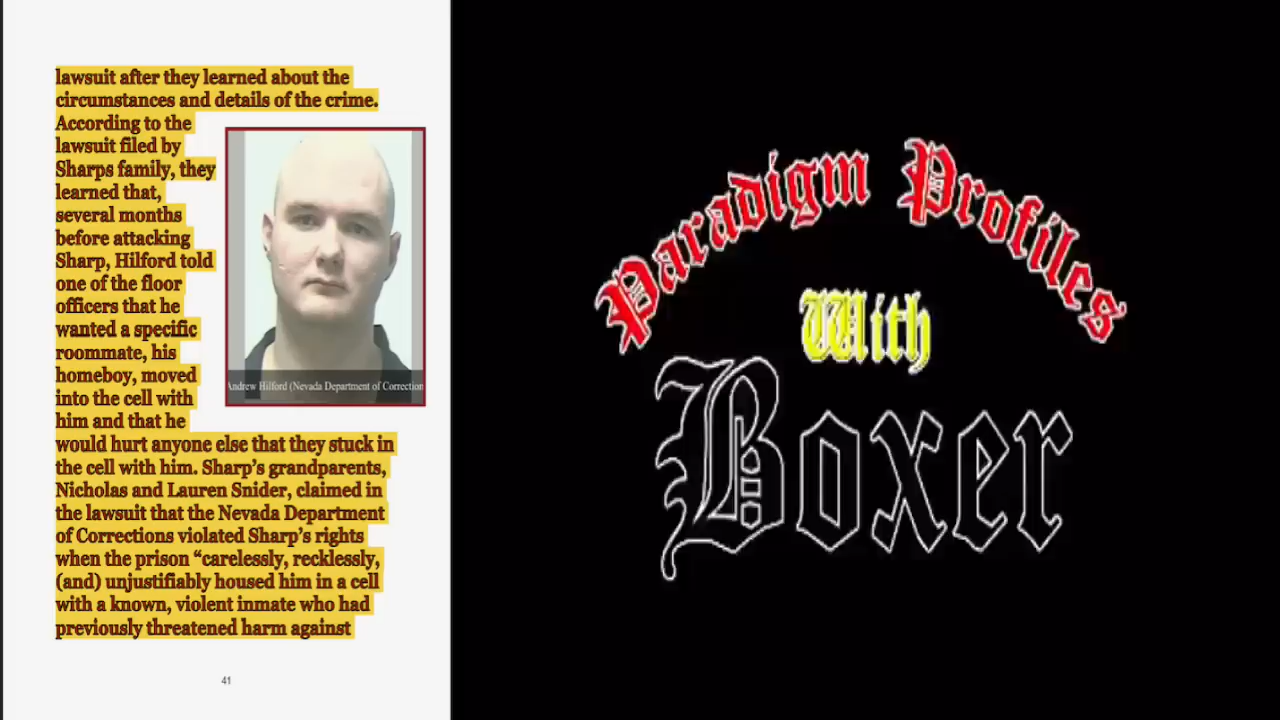 lawsuit after they learned about the
circumstances and details of the crime.
According to the
lawsuit filed by
Sharps family, they
learned that,
several months
before attacking
Sharp, Hilford told
one of the floor
officers that he
wanted a specific
roommate, his
homeboy, moved
into the cell with
him and that he
would hurt anyone else that they stuck in
the cell with him. Sharp’s grandparents,
Nicholas and Lauren Snider, claimed in
the lawsuit that the Nevada Department
of Corrections violated Sharp’s rights
when the prison “carelessly, recklessly,
(and) unjustifiably housed him in a cell
with a known, violent inmate who had
previously threatened harm against
Andrew Hilford (Nevada Department of Correction
41
Paradigm Profiles
With
Boxer